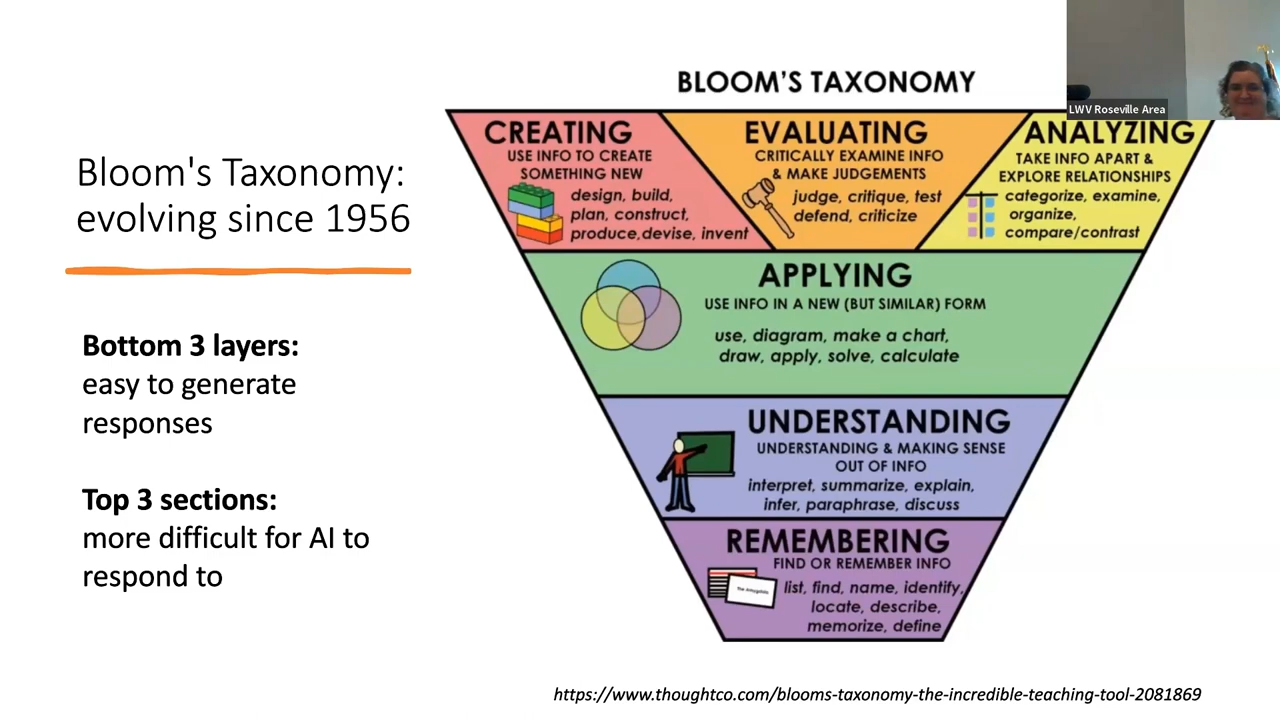 Bloom's Taxonomy:
evolving since 1956
Bottom 3 layers:
easy to generate
responses
Top 3 sections:
more difficult for AI to
respond to
BLOOM'S TAXONOMY
CREATING
USE INFO TO CREATE
SOMETHING NEW
design, build,
plan, construct,
produce,devise, invent
EVALUATING
CRITICALLY EXAMINE INFO
& MAKE JUDGEMENTS
judge, critique, test
defend, criticize
ANALYZING
TAKE INFO APART &
EXPLORE RELATIONSHIPS
categorize, examine,
organize,
compare/contrast
APPLYING
USE INFO IN A NEW (BUT SIMILAR) FORM
use, diagram, make a chart,
draw, apply, solve, calculate
UNDERSTANDING
UNDERSTANDING & MAKING SENSE
OUT OF INFO
interpret, summarize, explain,
infer, paraphrase, discuss
REMEMBERING
FIND OR REMEMBER INFO
The Amygdala
list, find, name, identify,
locate, describe,
memorize, define
https://www.thoughtco.com/blooms-taxonomy-the-incredible-teaching-tool-2081869
LWV Roseville Area